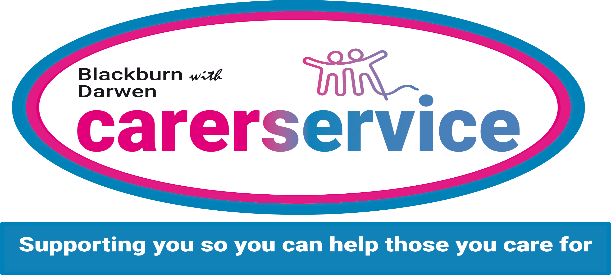 Blackburn with
Darwen
carerservice
Supporting you so you can help those you care for